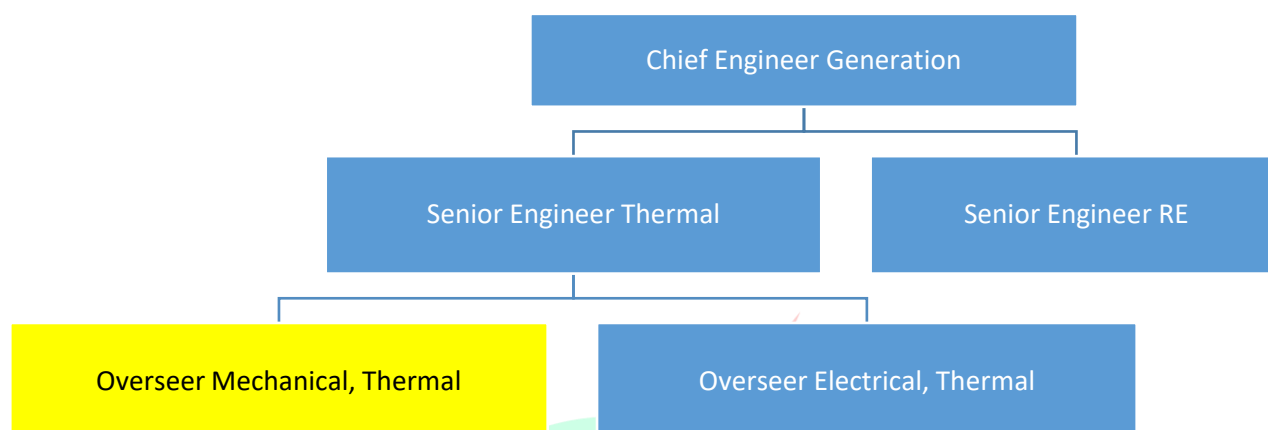 Chief Engineer Generation
Senior Engineer Thermal
Senior Engineer RE
Overseer Mechanical, Thermal
Overseer Electrical, Thermal